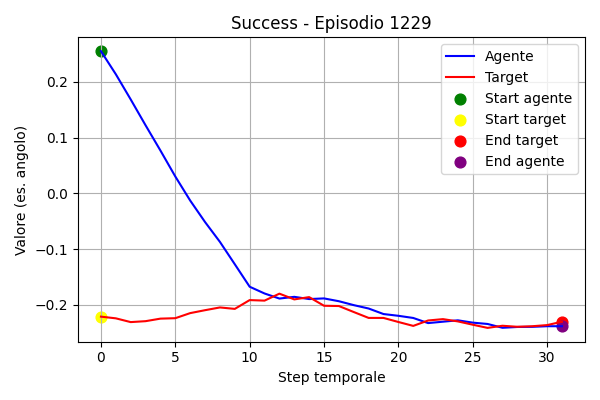 Success - Episodio 1229
Valore (es. angolo)
0.2
0.1
0.0
−0.1
−0.2
Agente
Target
Start agente
Start target
End target
End agente
0 5 10 15 20 25 30
Step temporale